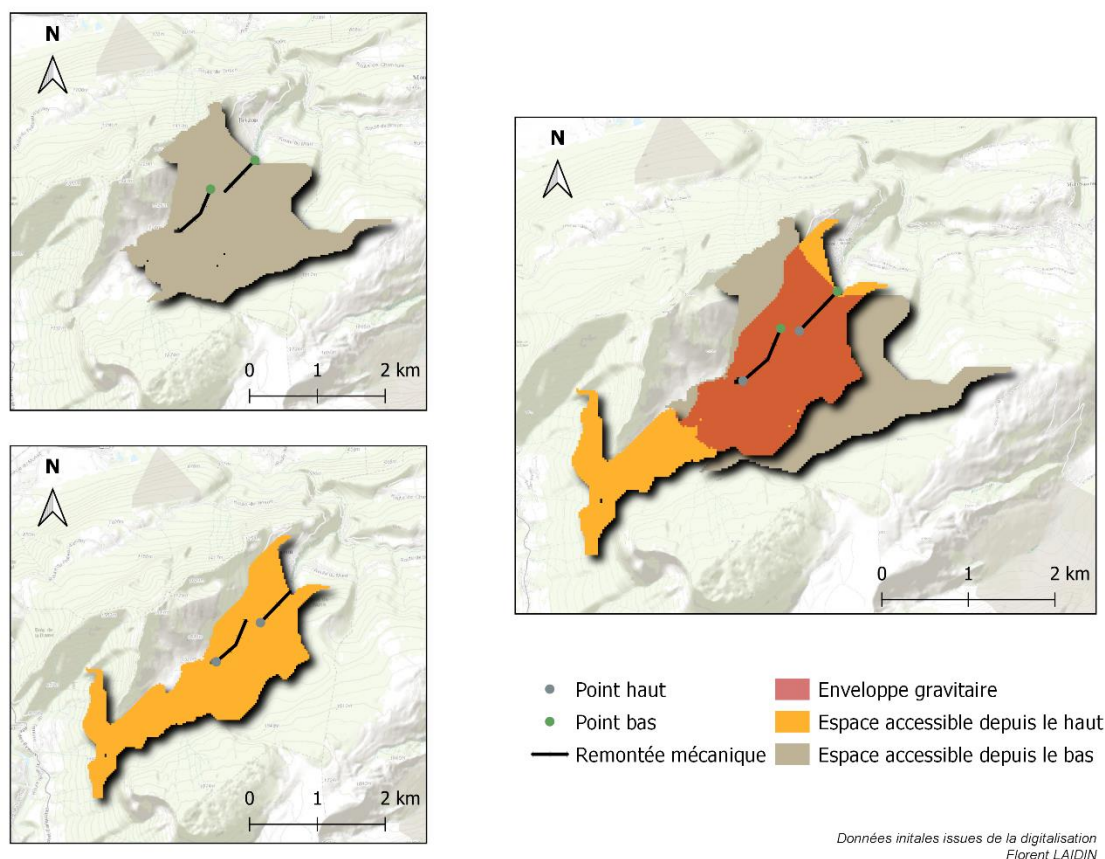 N
0 1 2 km
N
0 1 2 km
N
0 1 2 km
Point haut
Point bas
Remontée mécanique
Enveloppe gravitaire
Espace accessible depuis le haut
Espace accessible depuis le bas
Données initales issues de la digitalisation
Florent LAIDIN